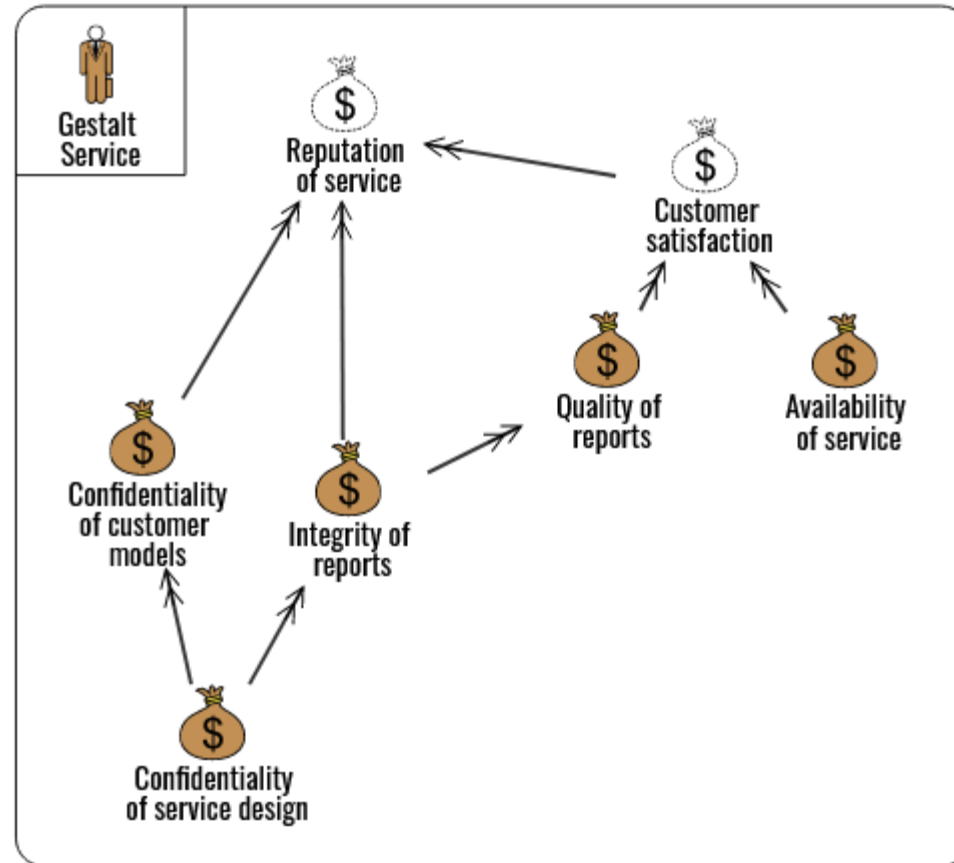 Gestalt
Service
$
Reputation
of service
$
Customer
satisfaction
$
Quality of
reports
$
Availability
of service
$
Confidentiality
of customer
models
$
Integrity of
reports
$
Confidentiality
of service design